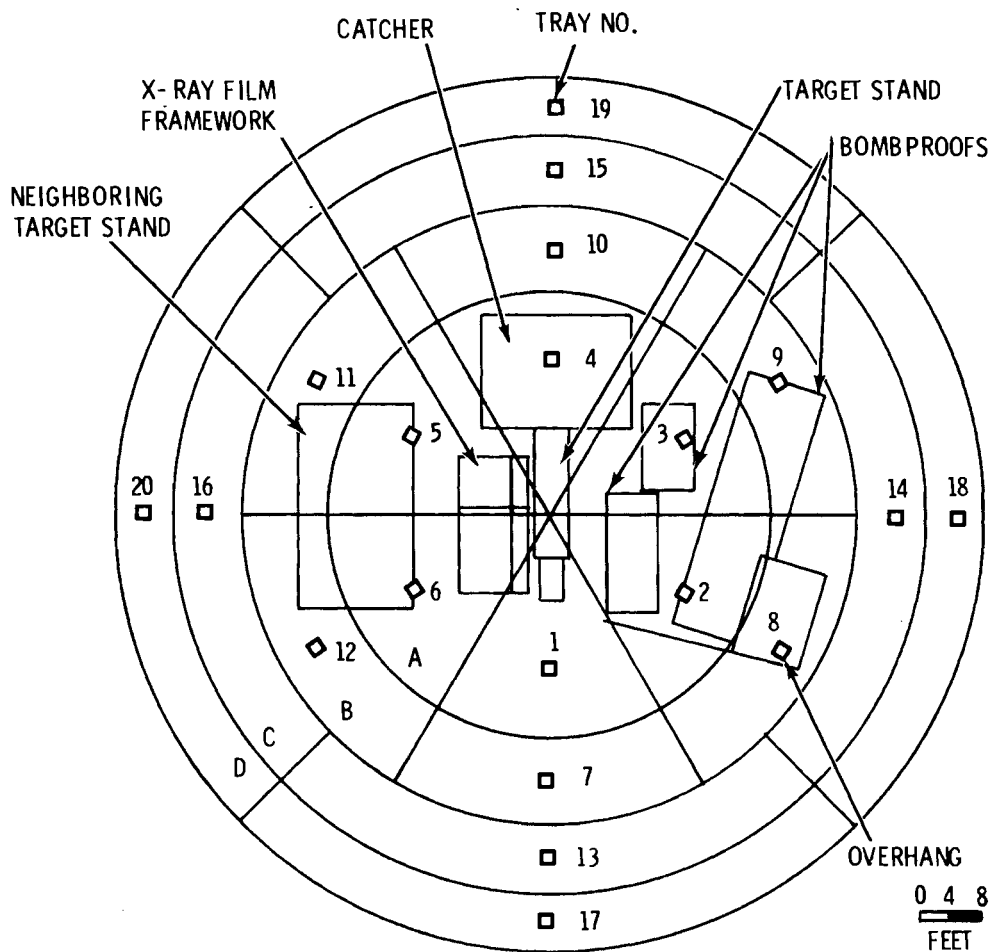 CATCHER
TRAY NO.
X-RAY FILM
FRAMEWORK
TARGET STAND
19
BOMBPROOFS
15
NEIGHBORING
TARGET STAND
10
4
9
11
5
3
20
16
14
18
6
2
8
12
1
A
B
C
D
7
13
OVERHANG
17
0 4 8
FEET